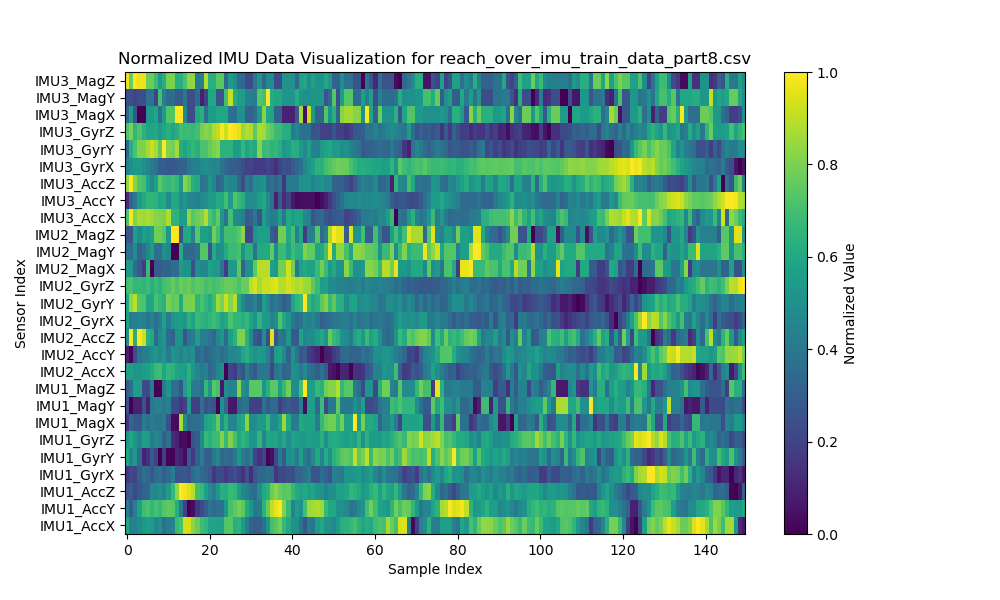 Normalized IMU Data Visualization for reach_over_imu_train_data_part8.csv
IMU3_MagZ
IMU3_MagY
IMU3_MagX
IMU3_GyrZ
IMU3_GyrY
IMU3_GyrX
IMU3_AccZ
IMU3_AccY
IMU3_AccX
IMU2_MagZ
IMU2_MagY
IMU2_MagX
IMU2_GyrZ
IMU2_GyrY
IMU2_GyrX
IMU2_AccZ
IMU2_AccY
IMU2_AccX
IMU1_MagZ
IMU1_MagY
IMU1_MagX
IMU1_GyrZ
IMU1_GyrY
IMU1_GyrX
IMU1_AccZ
IMU1_AccY
IMU1_AccX
Sensor Index
0 20 40 60 80 100 120 140
Sample Index
1.0
0.8
0.6
0.4
0.2
0.0
Normalized Value